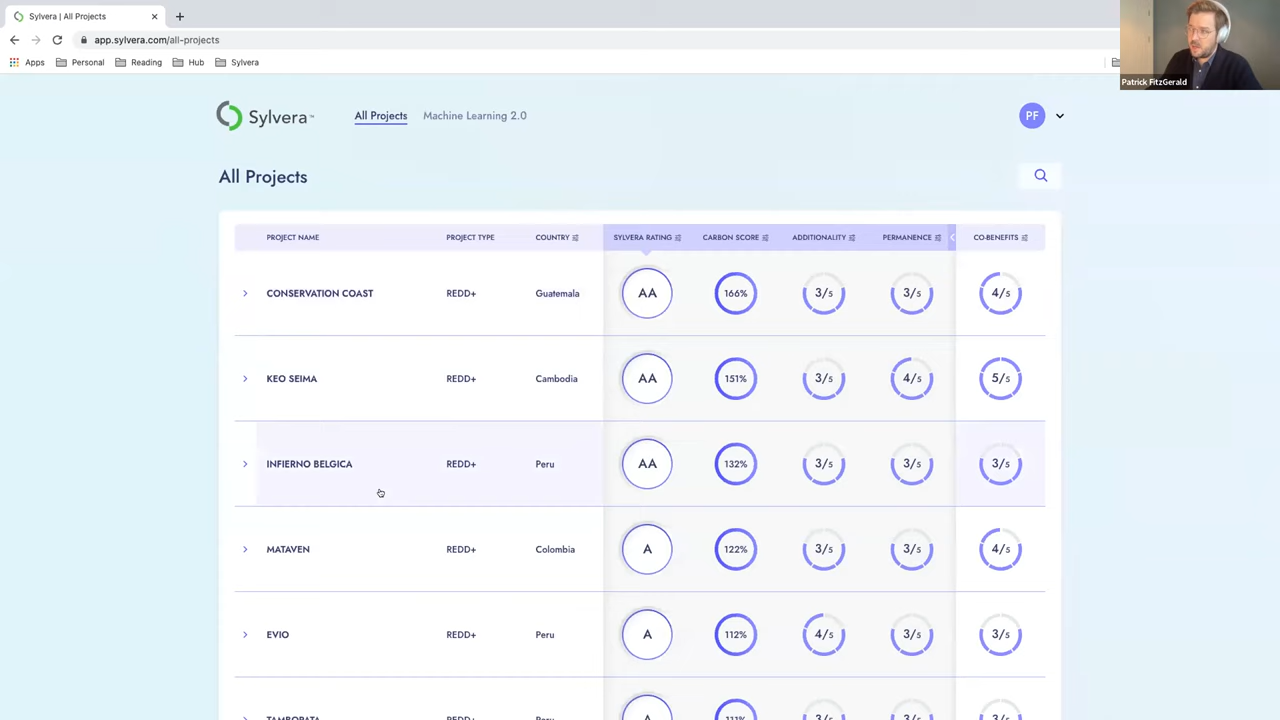 Sylvera | All Projects
app.sylvera.com/all-projects
Apps Personal Reading Hub Sylvera
Patrick FitzGerald
Sylvera™ All Projects Machine Learning 2.0 PF
All Projects
PROJECT NAME PROJECT TYPE COUNTRY SYLVERA RATING CARBON SCORE ADDITIONALITY PERMANENCE CO-BENEFITS
CONSERVATION COAST REDD+ Guatemala AA 166% 3/5 3/5 4/5
KEO SEIMA REDD+ Cambodia AA 151% 3/5 4/5 5/5
INFIERNO BELGICA REDD+ Peru AA 132% 3/5 3/5 3/5
MATAVEN REDD+ Colombia A 122% 3/5 3/5 4/5
EVIO REDD+ Peru A 112% 4/5 3/5 3/5
TAMBOPATA REDD+ Peru A 111% 3/5 3/5 4/5